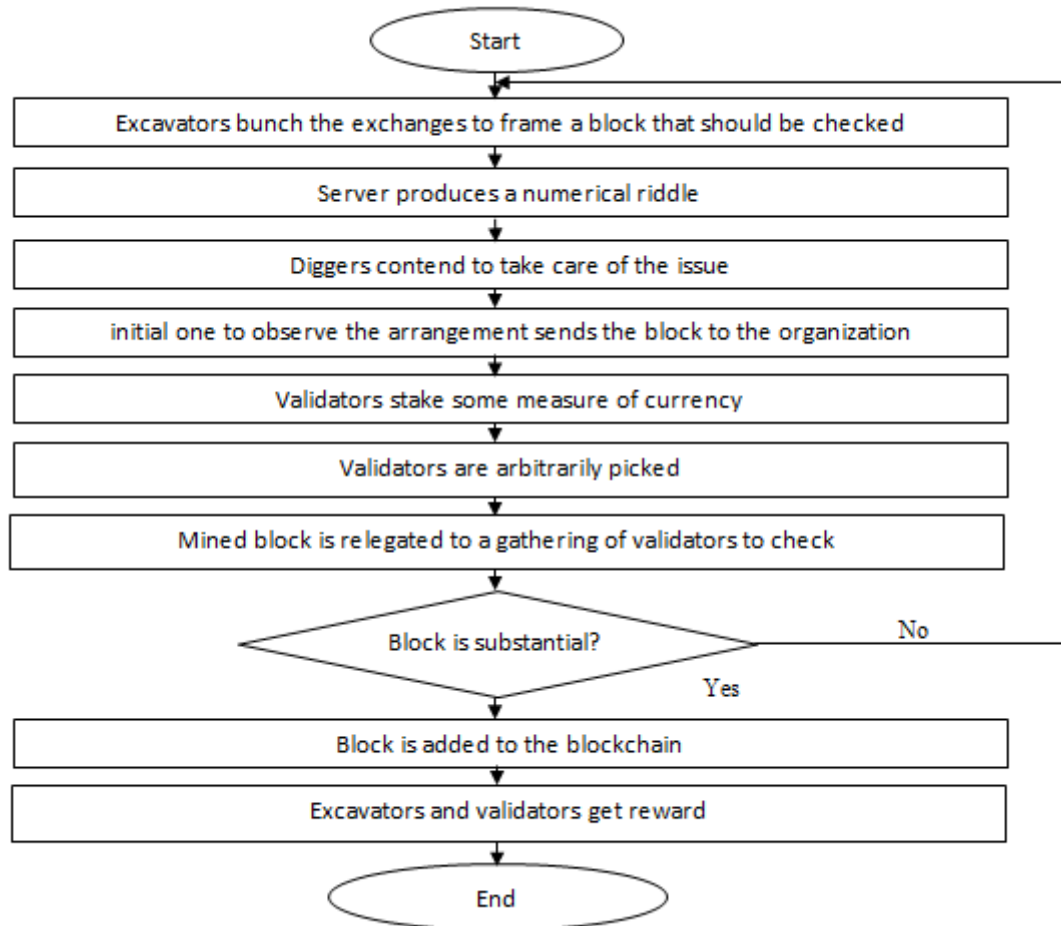 Start
Excavators bunch the exchanges to frame a block that should be checked
Server produces a numerical riddle
Diggers contend to take care of the issue
initial one to observe the arrangement sends the block to the organization
Validators stake some measure of currency
Validators are arbitrarily picked
Mined block is relegated to a gathering of validators to check
Block is substantial?
No
Yes
Block is added to the blockchain
Excavators and validators get reward
End